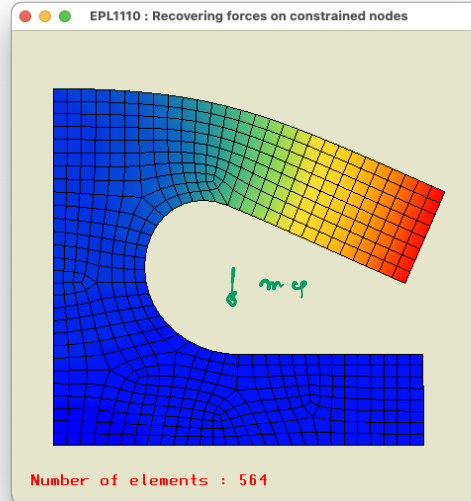 EPL1110 : Recovering forces on constrained nodes
m g
Number of elements : 564